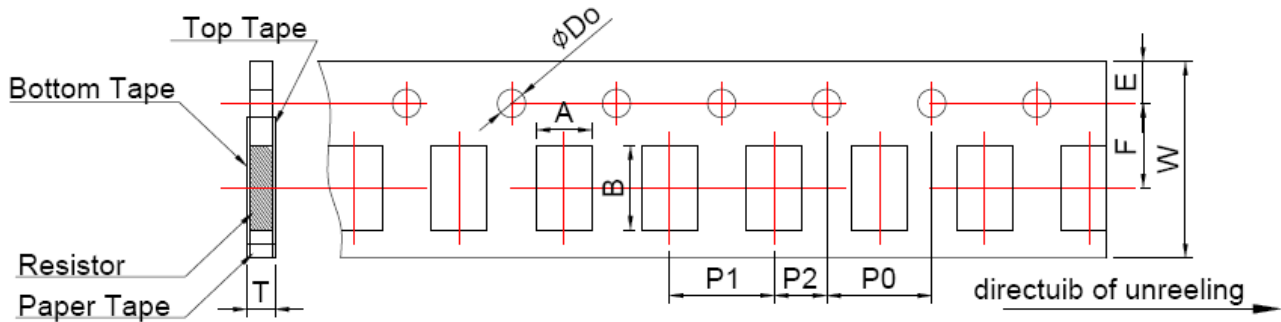 Top Tape
ϕDo
Bottom Tape
E
A
F
W
B
Resistor
P1
P2
P0
T
directuib of unreeling
Paper Tape